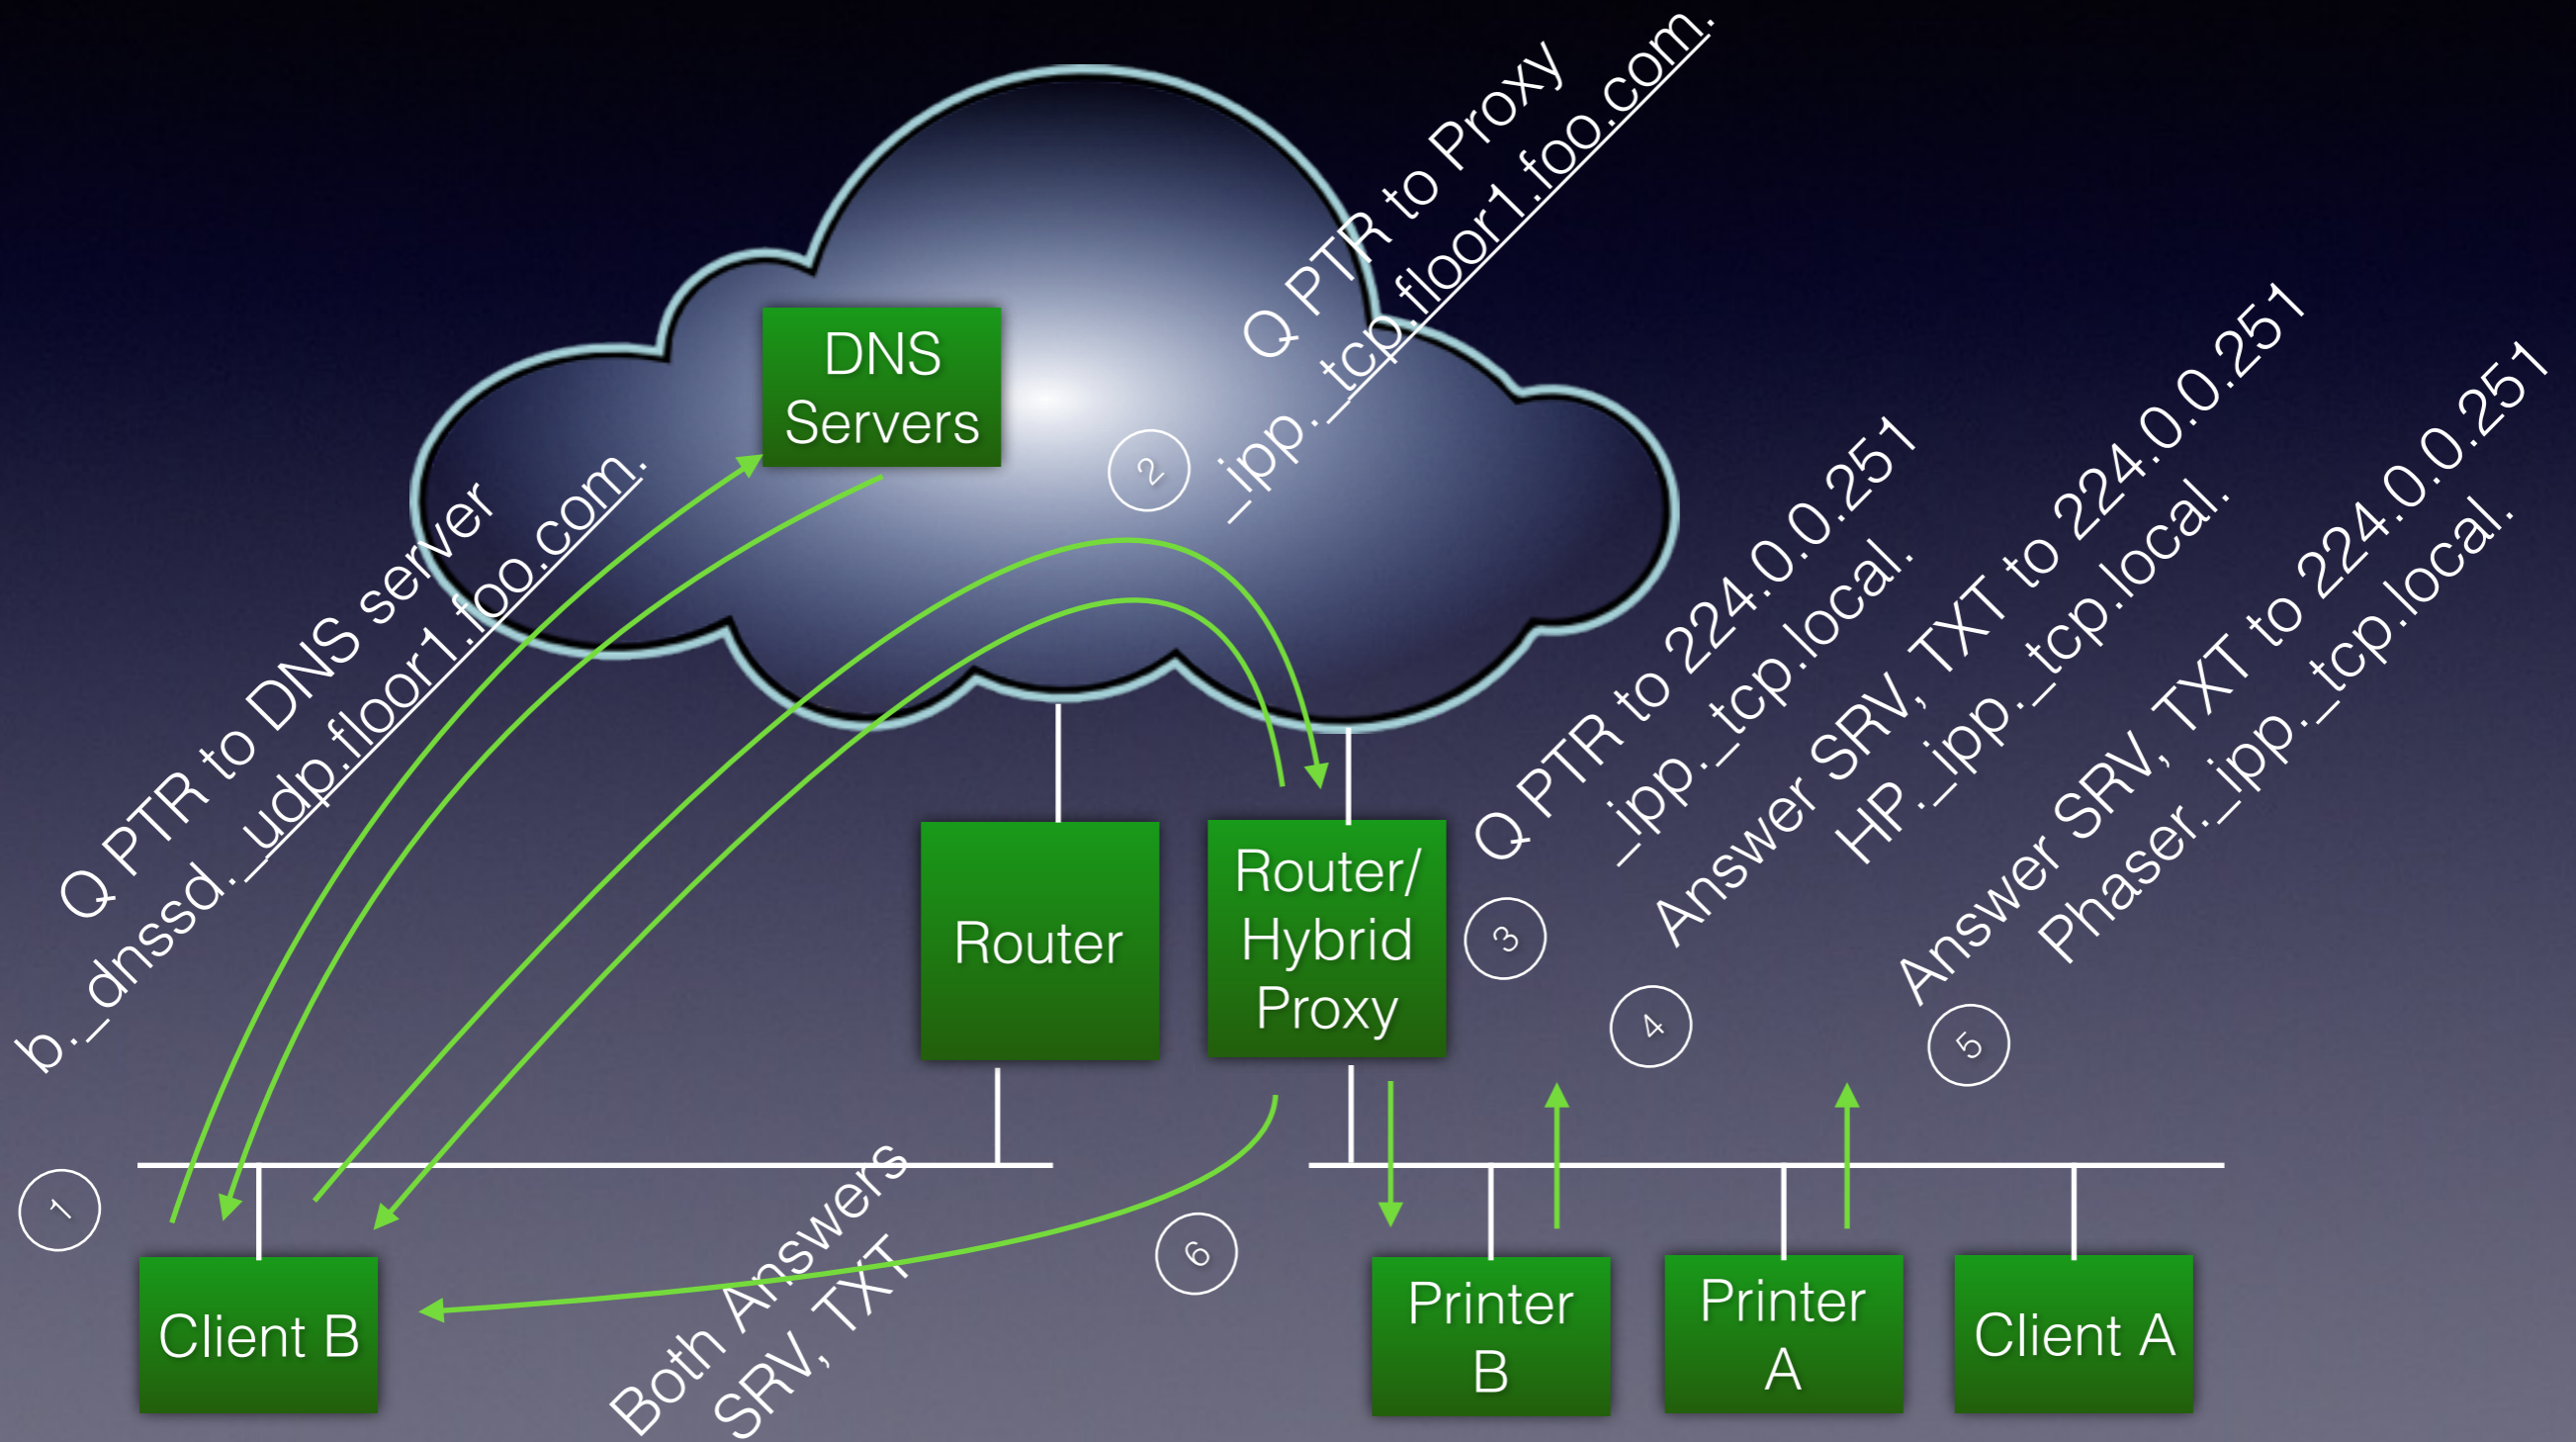 Q PTR to Proxy
_ipp._tcp.floor1.foo.com.
DNS
Servers
2
Q PTR to DNS server
b._dnssd._udp.floor1.foo.com.
Q PTR to 224.0.0.251
_ipp._tcp.local.
Answer SRV, TXT to 224.0.0.251
HP._ipp._tcp.local.
Answer SRV, TXT to 224.0.0.251
Phaser._ipp._tcp.local.
Router
Router/
Hybrid
Proxy
3
4
5
1
6
Both Answers
SRV, TXT
Client B
Printer
B
Printer
A
Client A